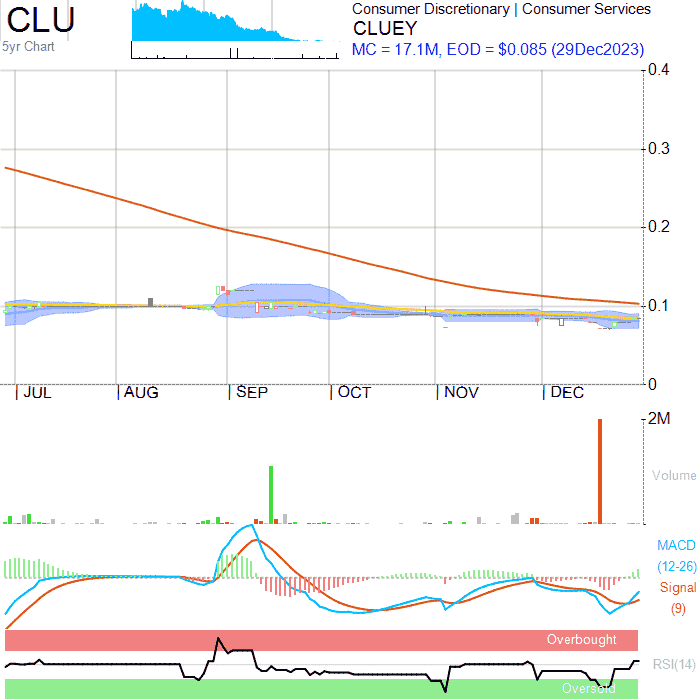 CLU
5yr Chart
Consumer Discretionary | Consumer Services
CLUEY
MC = 17.1M, EOD = $0.085 (29Dec2023)
0.4
0.3
0.2
0.1
0
JUL AUG SEP OCT NOV DEC
2M
Volume
MACD
(12-26)
Signal
(9)
Overbought
RSI(14)
Oversold